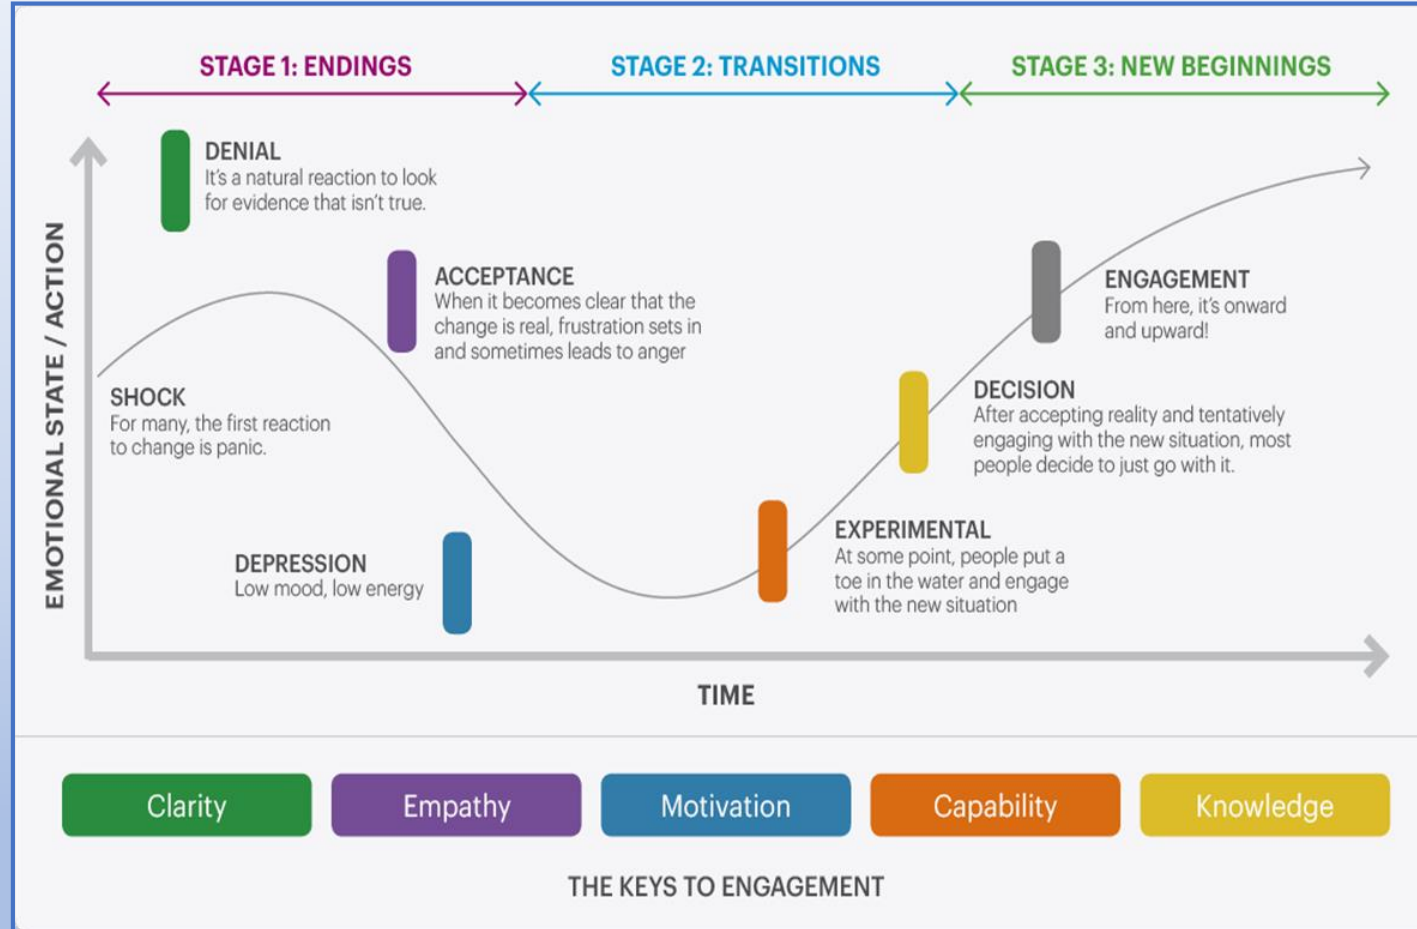 STAGE 1: ENDINGS
STAGE 2: TRANSITIONS
STAGE 3: NEW BEGINNINGS
EMOTIONAL STATE / ACTION
DENIAL
It's a natural reaction to look
for evidence that isn't true.
ACCEPTANCE
When it becomes clear that the
change is real, frustration sets in
and sometimes leads to anger
SHOCK
For many, the first reaction
to change is panic.
DEPRESSION
Low mood, low energy
ENGAGEMENT
From here, it's onward
and upward!
DECISION
After accepting reality and tentatively
engaging with the new situation, most
people decide to just go with it.
EXPERIMENTAL
At some point, people put a
toe in the water and engage
with the new situation
TIME
Clarity
Empathy
Motivation
Capability
Knowledge
THE KEYS TO ENGAGEMENT